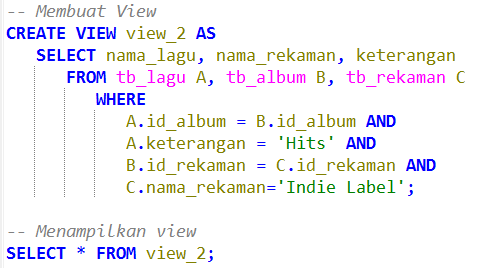 -- Membuat View
CREATE VIEW view_2 AS
SELECT nama_lagu, nama_rekaman, keterangan
FROM tb_lagu A, tb_album B, tb_rekaman C
WHERE
A.id_album = B.id_album AND
A.keterangan = 'Hits' AND
B.id_rekaman = C.id_rekaman AND
C.nama_rekaman='Indie Label';
-- Menampilkan view
SELECT * FROM view_2;